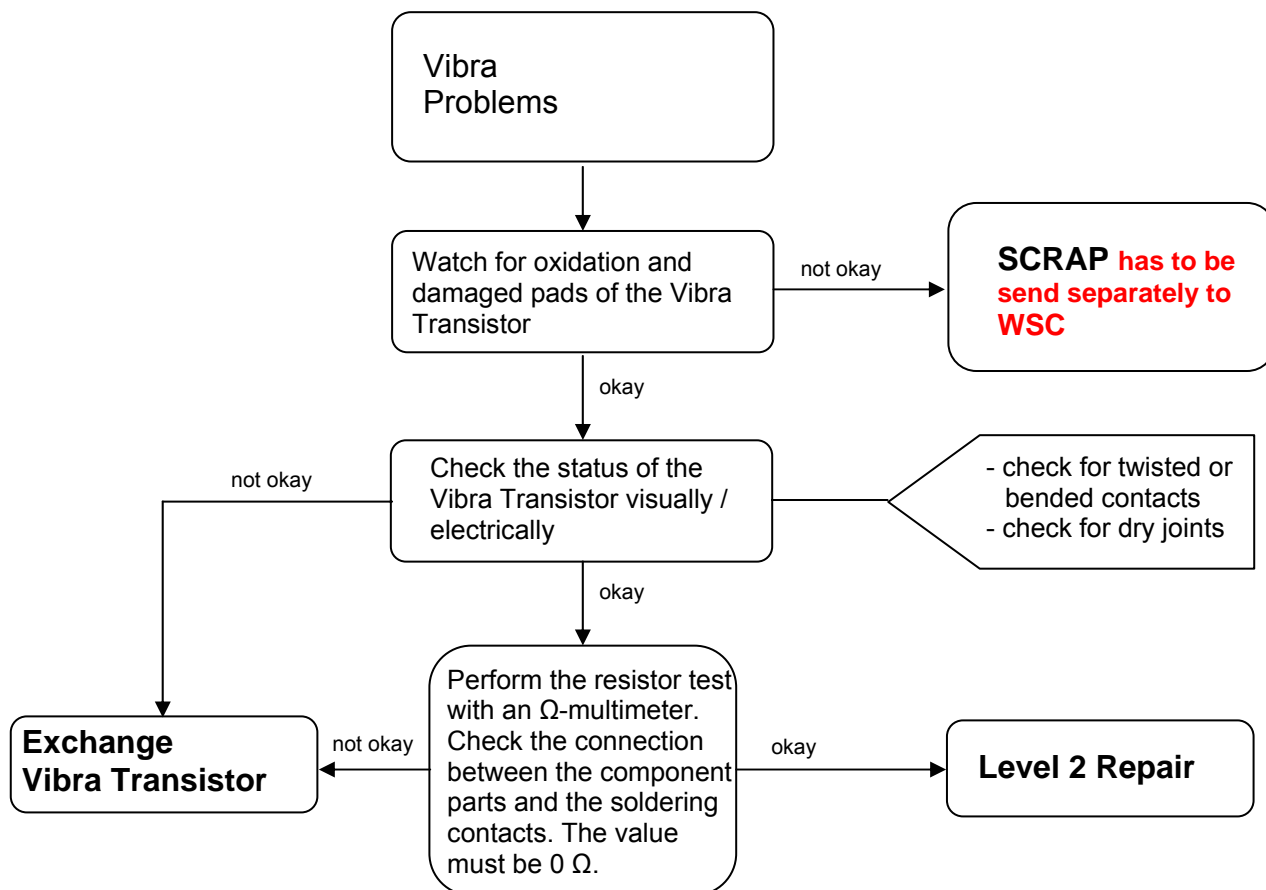 Vibra
Problems
Watch for oxidation and
damaged pads of the Vibra
Transistor
not okay
SCRAP has to be
send separately to
WSC
okay
Check the status of the
Vibra Transistor visually /
electrically
not okay
- check for twisted or
bended contacts
- check for dry joints
okay
Perform the resistor test
with an Ω-multimeter.
Check the connection
between the component
parts and the soldering
contacts. The value
must be 0 Ω.
not okay
Exchange
Vibra Transistor
okay
Level 2 Repair